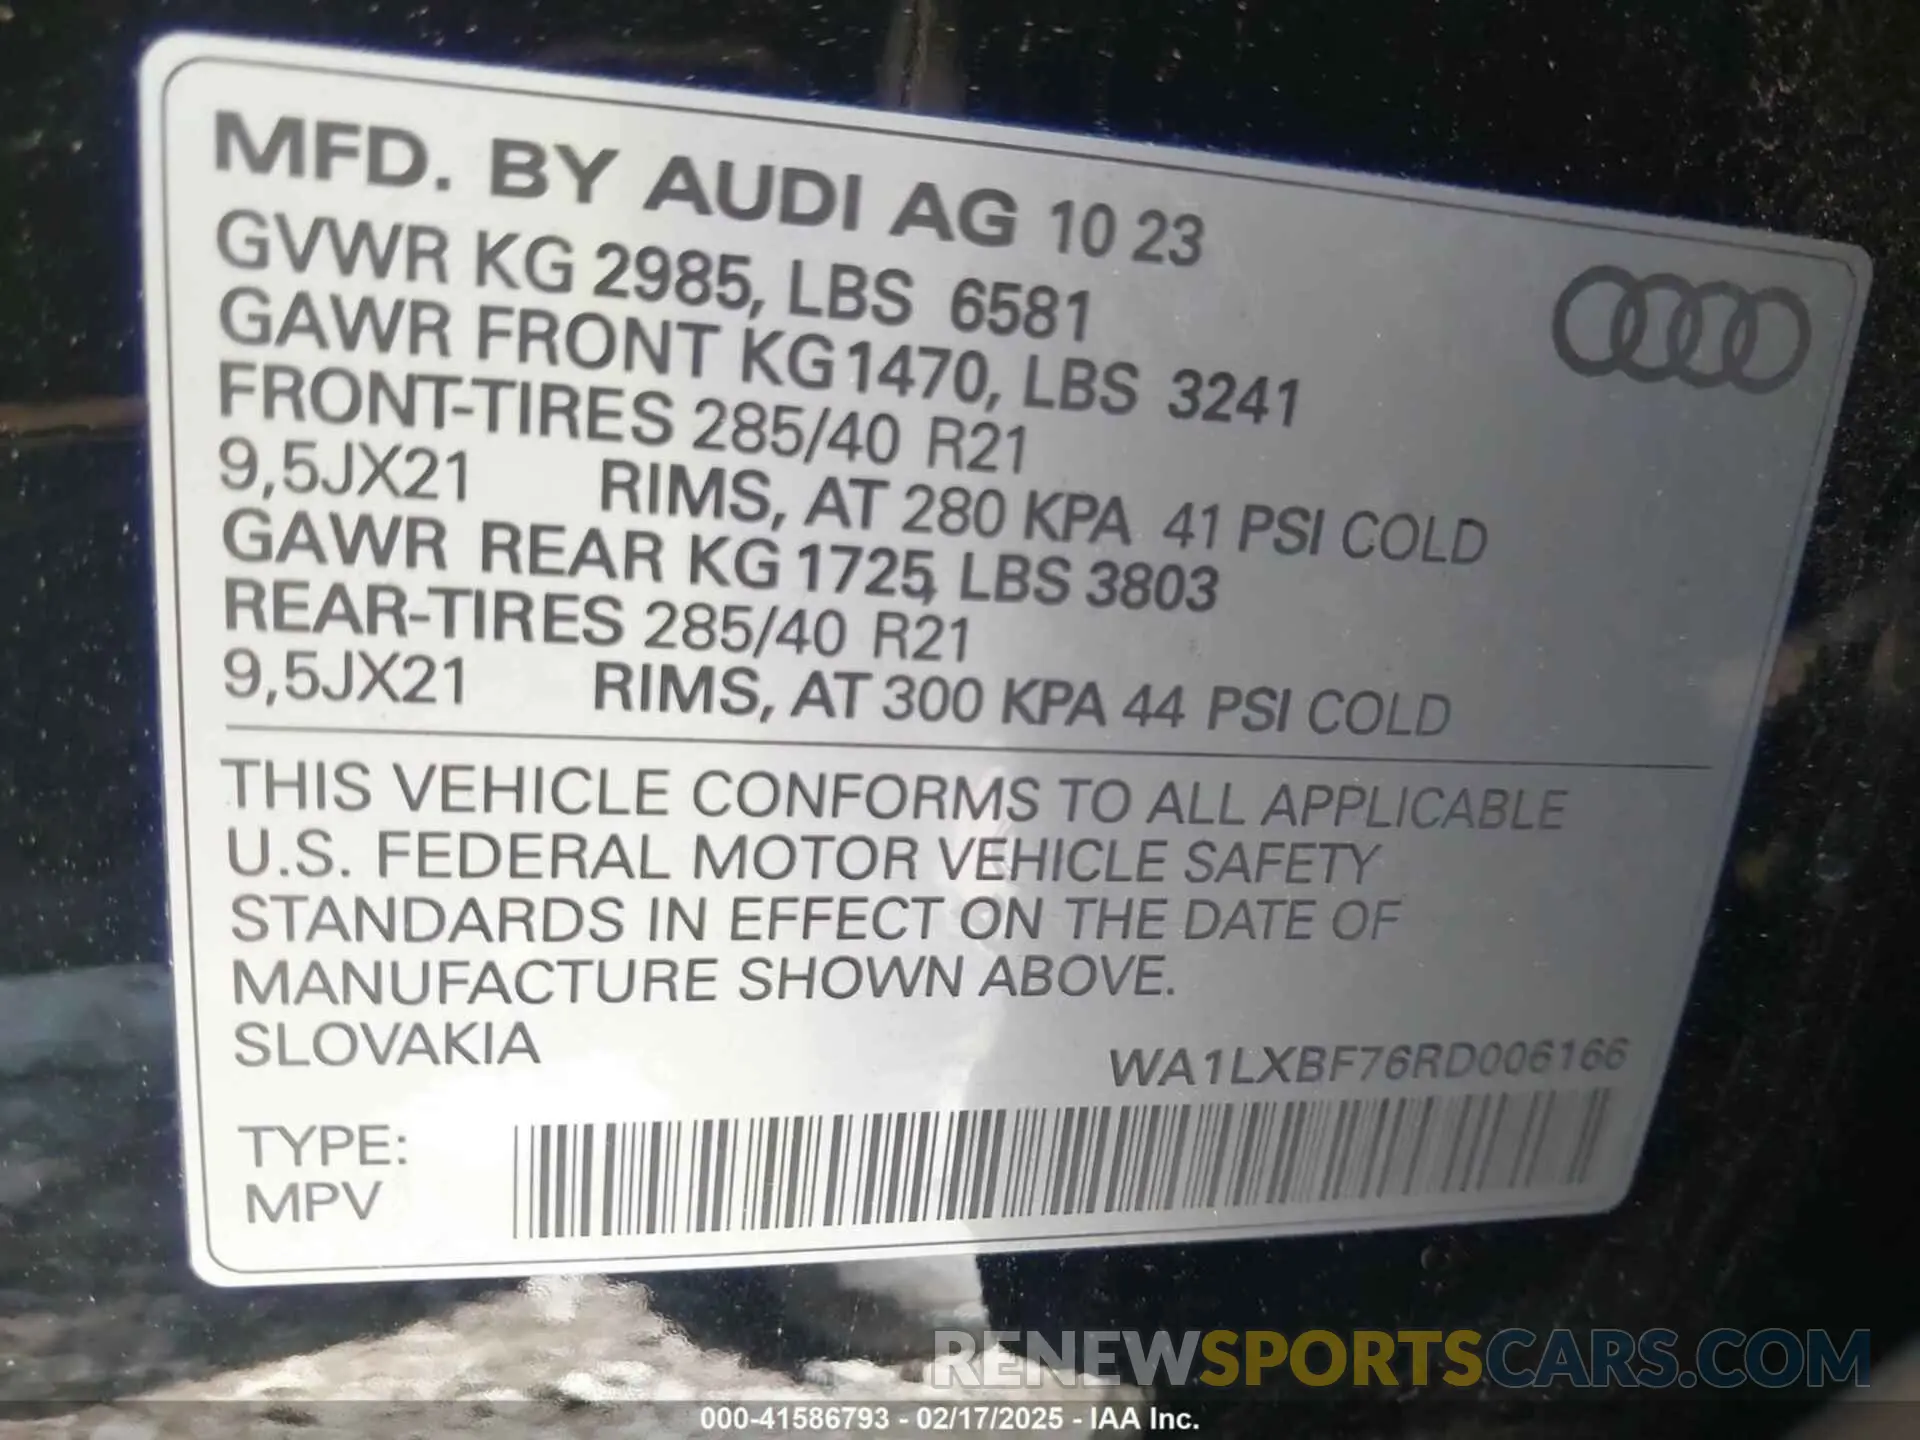 MFD. BY AUDI AG 10 23
GVWR KG 2985, LBS 6581
GAWR FRONT KG 1470, LBS 3241
FRONT-TIRES 285/40 R21
9,5JX21 RIMS, AT 280 KPA 41 PSI COLD
GAWR REAR KG 1725, LBS 3803
REAR-TIRES 285/40 R21
9,5JX21 RIMS, AT 300 KPA 44 PSI COLD
THIS VEHICLE CONFORMS TO ALL APPLICABLE
U.S. FEDERAL MOTOR VEHICLE SAFETY
STANDARDS IN EFFECT ON THE DATE OF
MANUFACTURE SHOWN ABOVE.
SLOVAKIA
WA1LXBF76RD006166
TYPE:
MPV
RENEWSPORTSCARS.COM
000-41586793 - 02/17/2025 - IAA Inc.